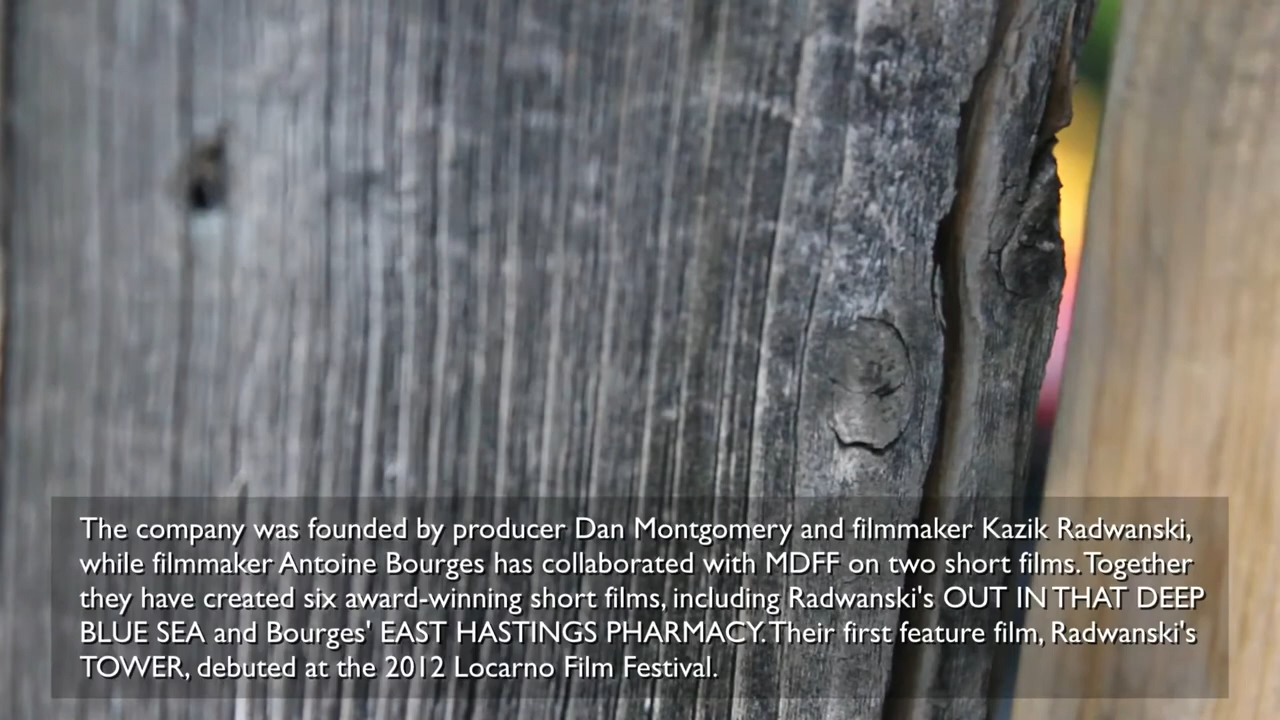 The company was founded by producer Dan Montgomery and filmmaker Kazik Radwanski,
while filmmaker Antoine Bourges has collaborated with MDFF on two short films. Together
they have created six award-winning short films, including Radwanski's OUT IN THAT DEEP
BLUE SEA and Bourges' EAST HASTINGS PHARMACY. Their first feature film, Radwanski's
TOWER, debuted at the 2012 Locarno Film Festival.